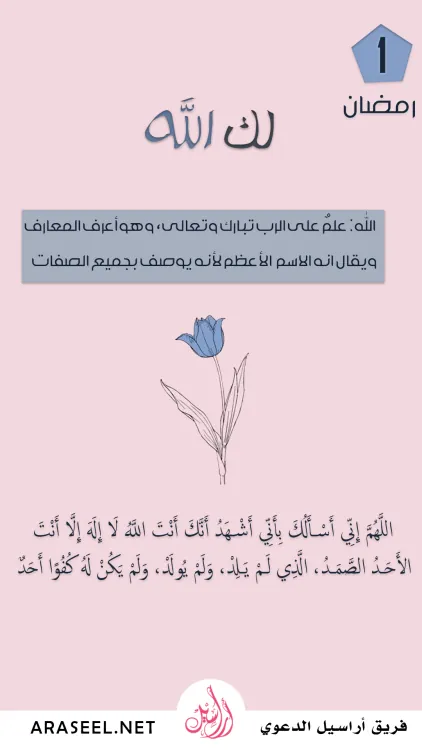 1
رمضان
لك الله
الله: علمٌ على الرب تبارك وتعالى، وهو أعرف المعارف
ويقال انه الاسم الأعظم لأنه يوصف بجميع الصفات
اللَّهُمَّ إِنِّي أَسْأَلُكَ بِأَنِّي أَشْهَدُ أَنَّكَ أَنْتَ اللَّهُ لَا إِلَهَ إِلَّا أَنْتَ
الأَحَدُ الصَّمَدُ، الَّذِي لَمْ يَلِدْ، وَلَمْ يُولَدْ، وَلَمْ يَكُنْ لَهُ كُفُوًا أَحَدٌ
فريق أراسيل الدعوي
أراسيل
ARASEEL.NET